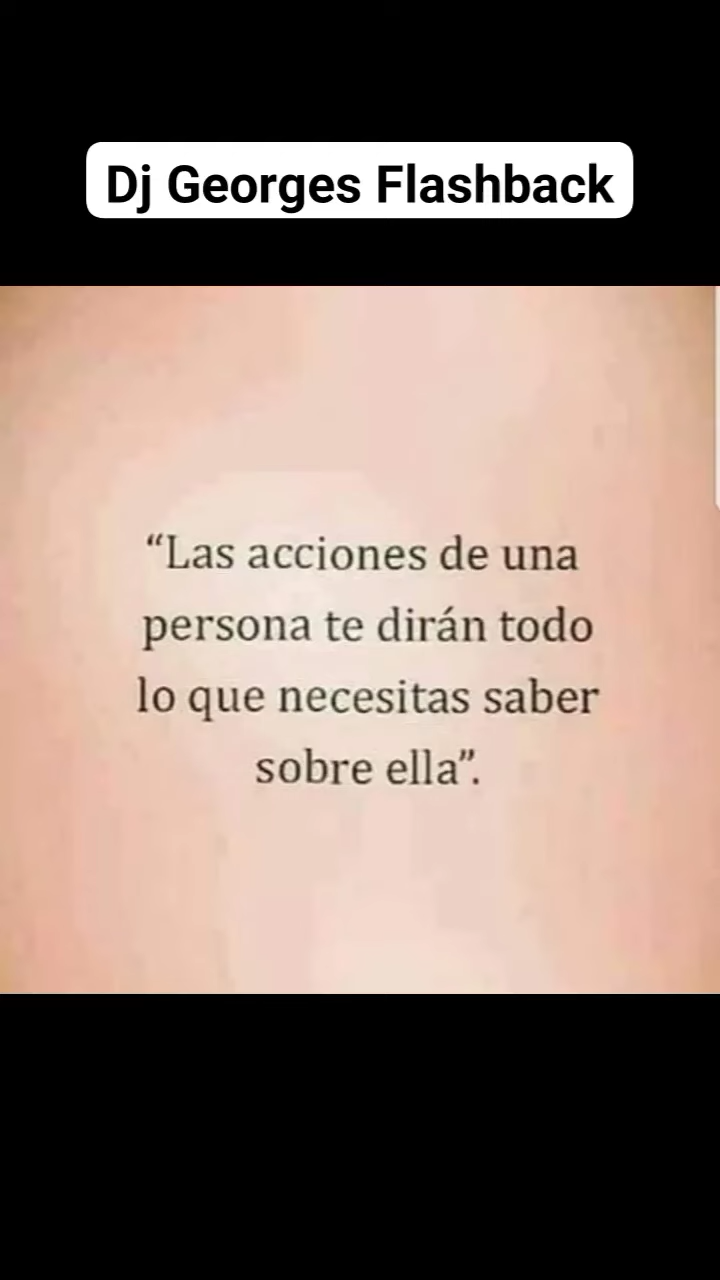 Dj Georges Flashback
“Las acciones de una
persona te dirán todo
lo que necesitas saber
sobre ella”.